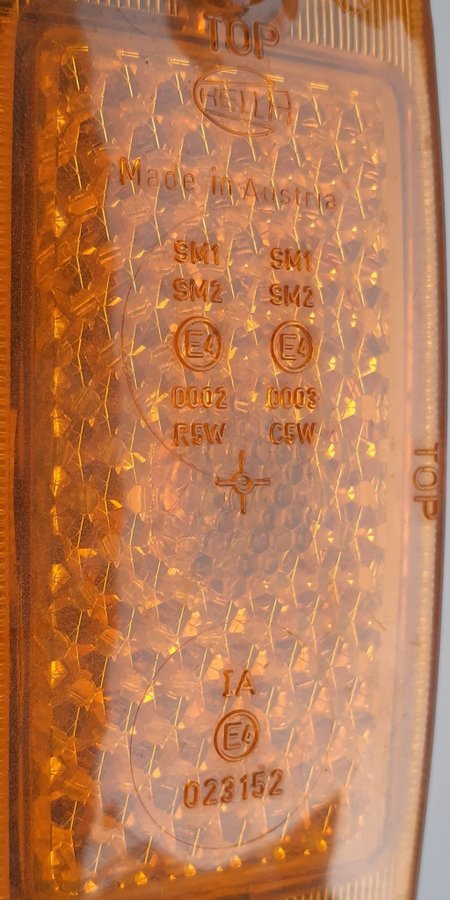 TOP
HELLA
Made in Austria
SM1 SM1
SM2 SM2
E4 E4
0002 0003
R5W C5W
TOP
IA
E4
023152